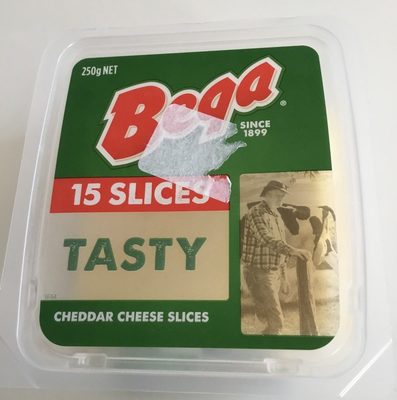 250g NET
Bega
®
SINCE
1899
15 SLICES
TASTY
CHEDDAR CHEESE SLICES